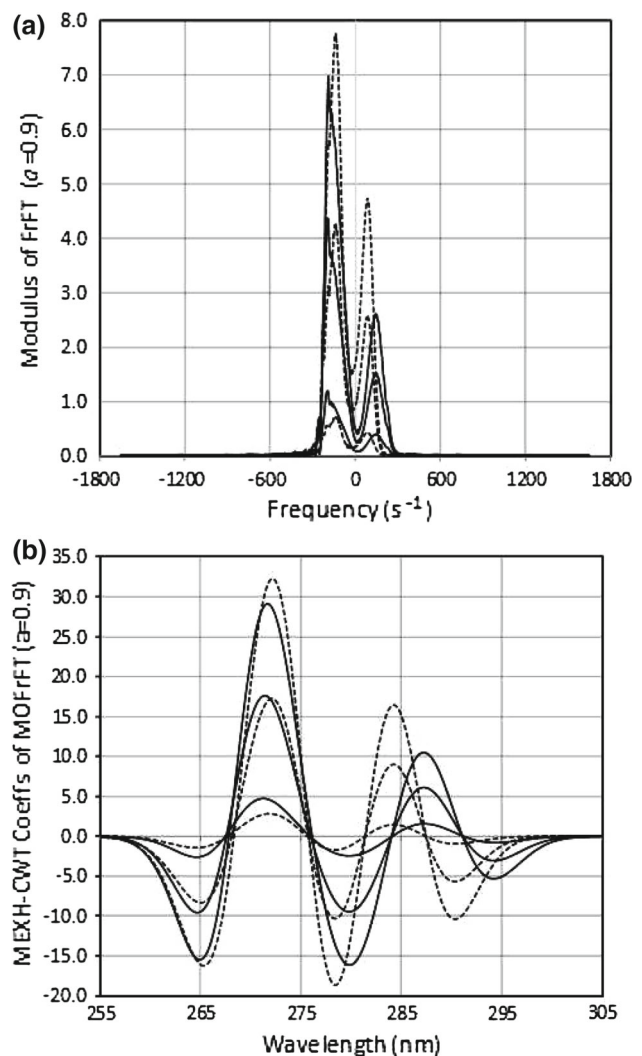 (a)
Modulus of FrFT (a=0.9)
8.0
7.0
6.0
5.0
4.0
3.0
2.0
1.0
0.0
-1800 -1200 -600 0 600 1200 1800
Frequency (s⁻¹)
(b)
MEXH-CWT Coeffs of MOFrFT (a=0.9)
35.0
30.0
25.0
20.0
15.0
10.0
5.0
0.0
-5.0
-10.0
-15.0
-20.0
255 265 275 285 295 305
Wavelength (nm)